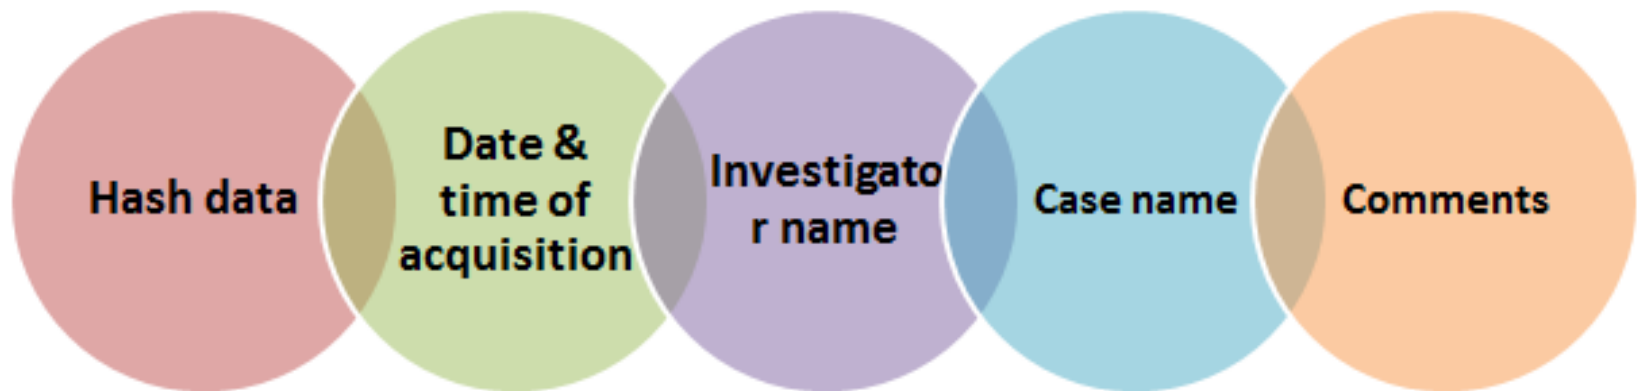 Hash data
Date &
time of
acquisition
Investigato
r name
Case name
Comments